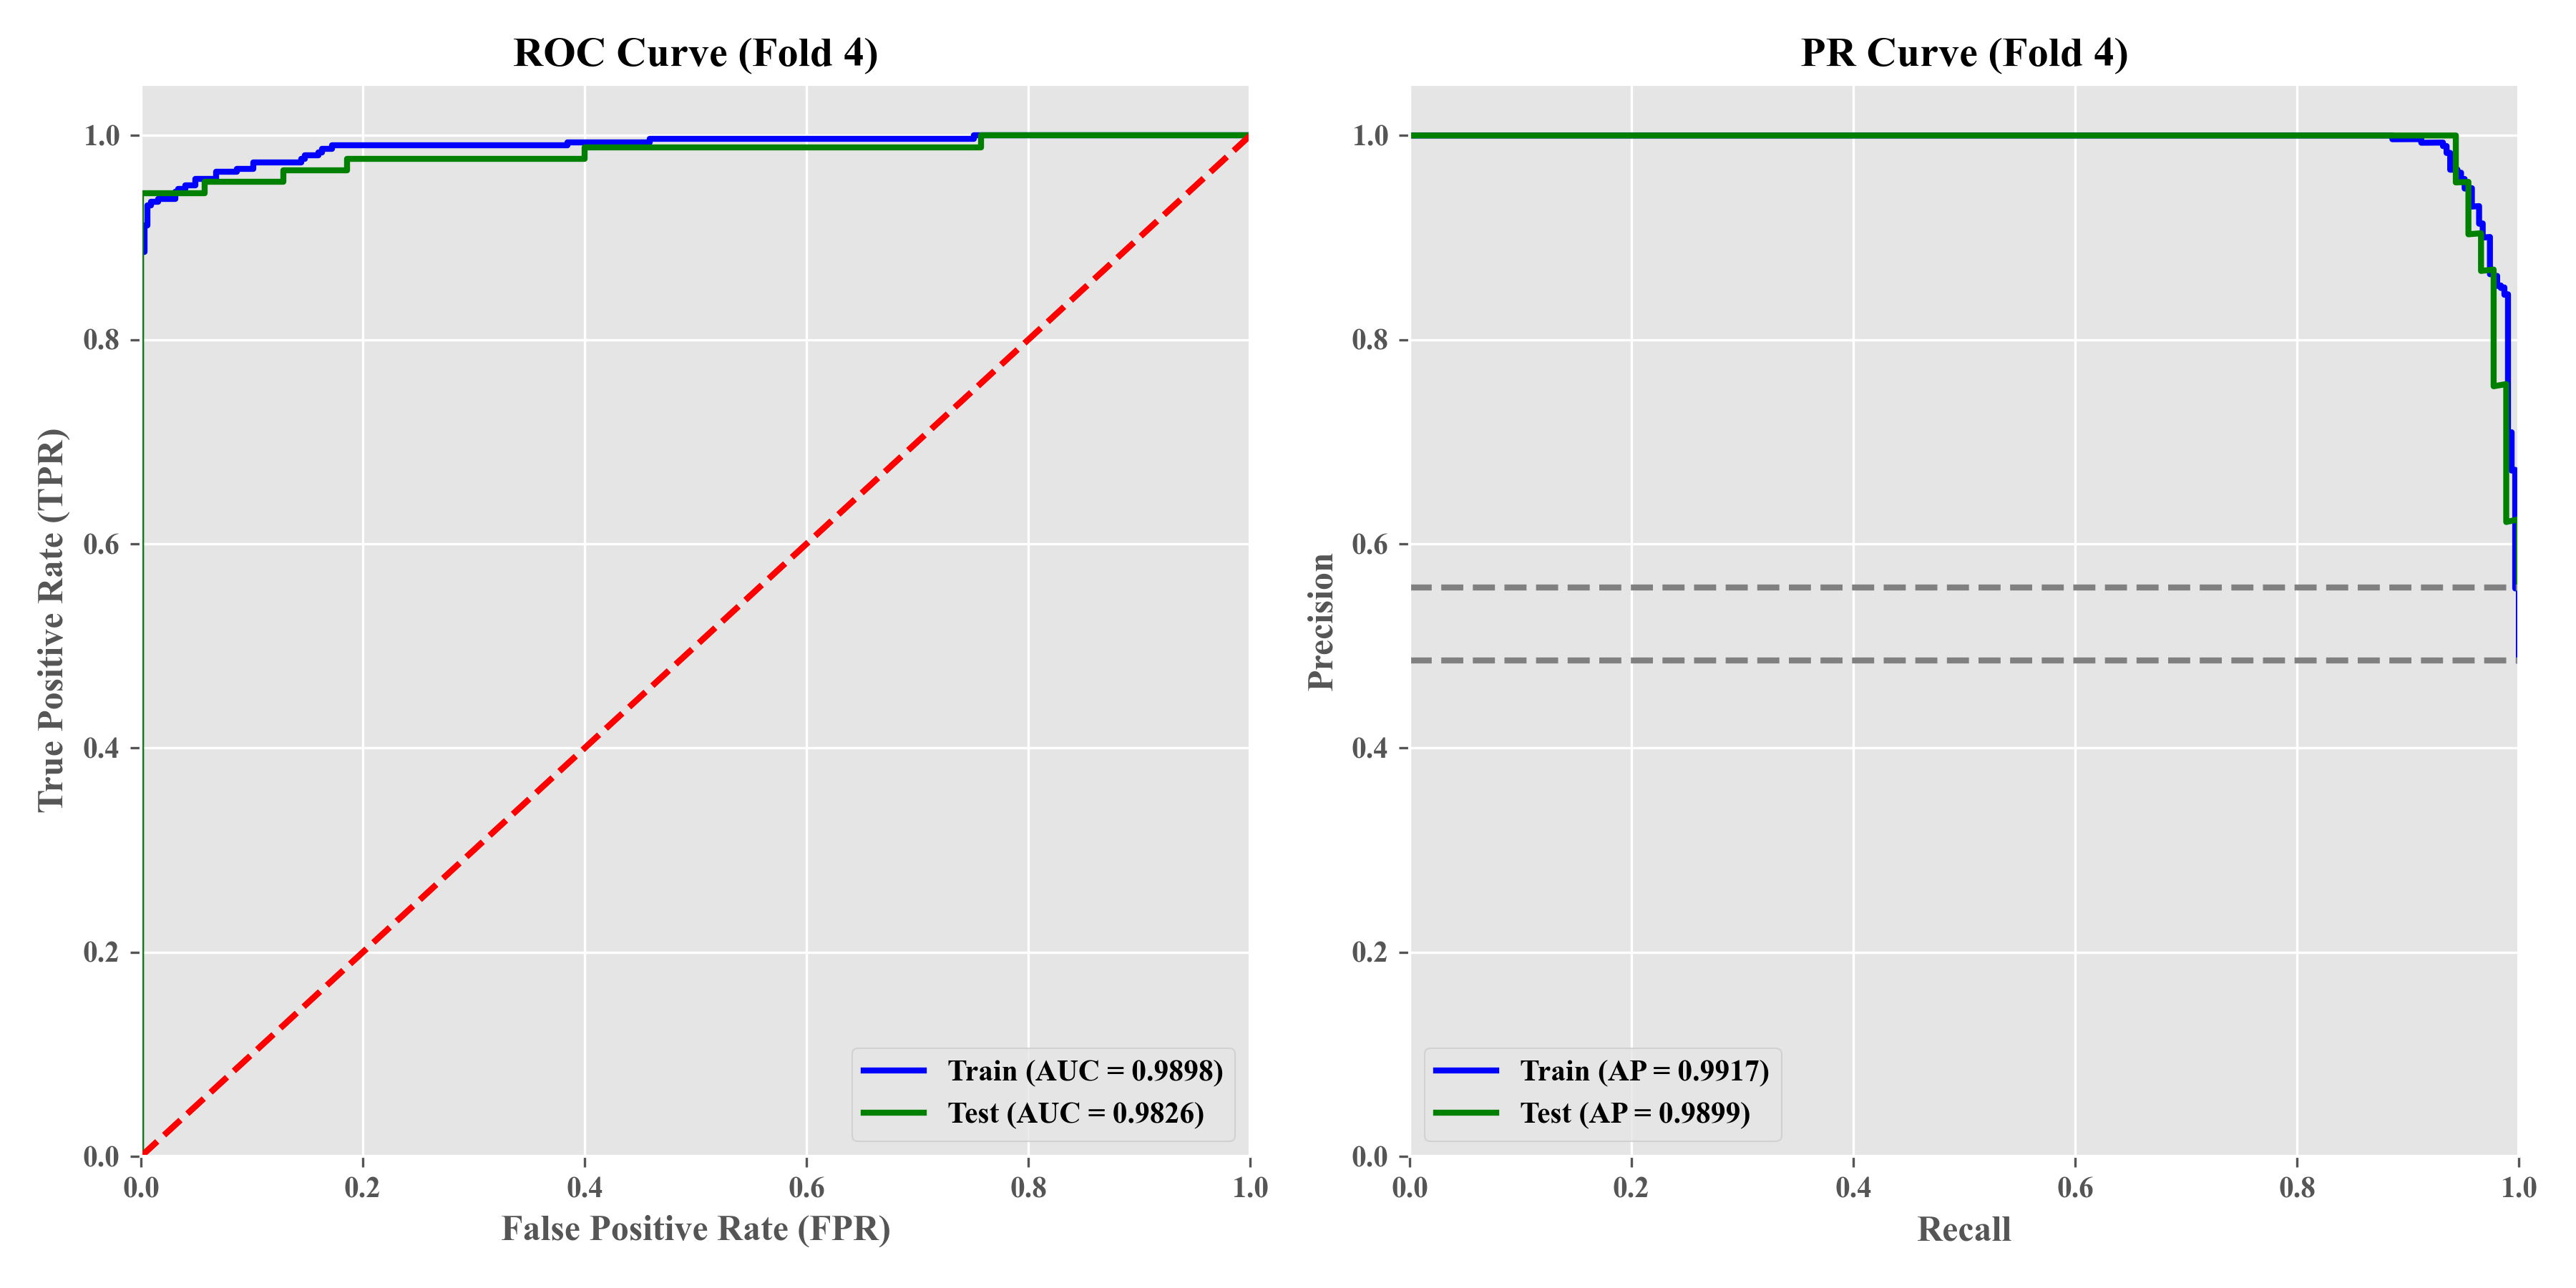 ROC Curve (Fold 4)
True Positive Rate (TPR)
1.0
0.8
0.6
0.4
0.2
0.0
0.0 0.2 0.4 0.6 0.8 1.0
False Positive Rate (FPR)
Train (AUC = 0.9898)
Test (AUC = 0.9826)
PR Curve (Fold 4)
Precision
1.0
0.8
0.6
0.4
0.2
0.0
0.0 0.2 0.4 0.6 0.8 1.0
Recall
Train (AP = 0.9917)
Test (AP = 0.9899)